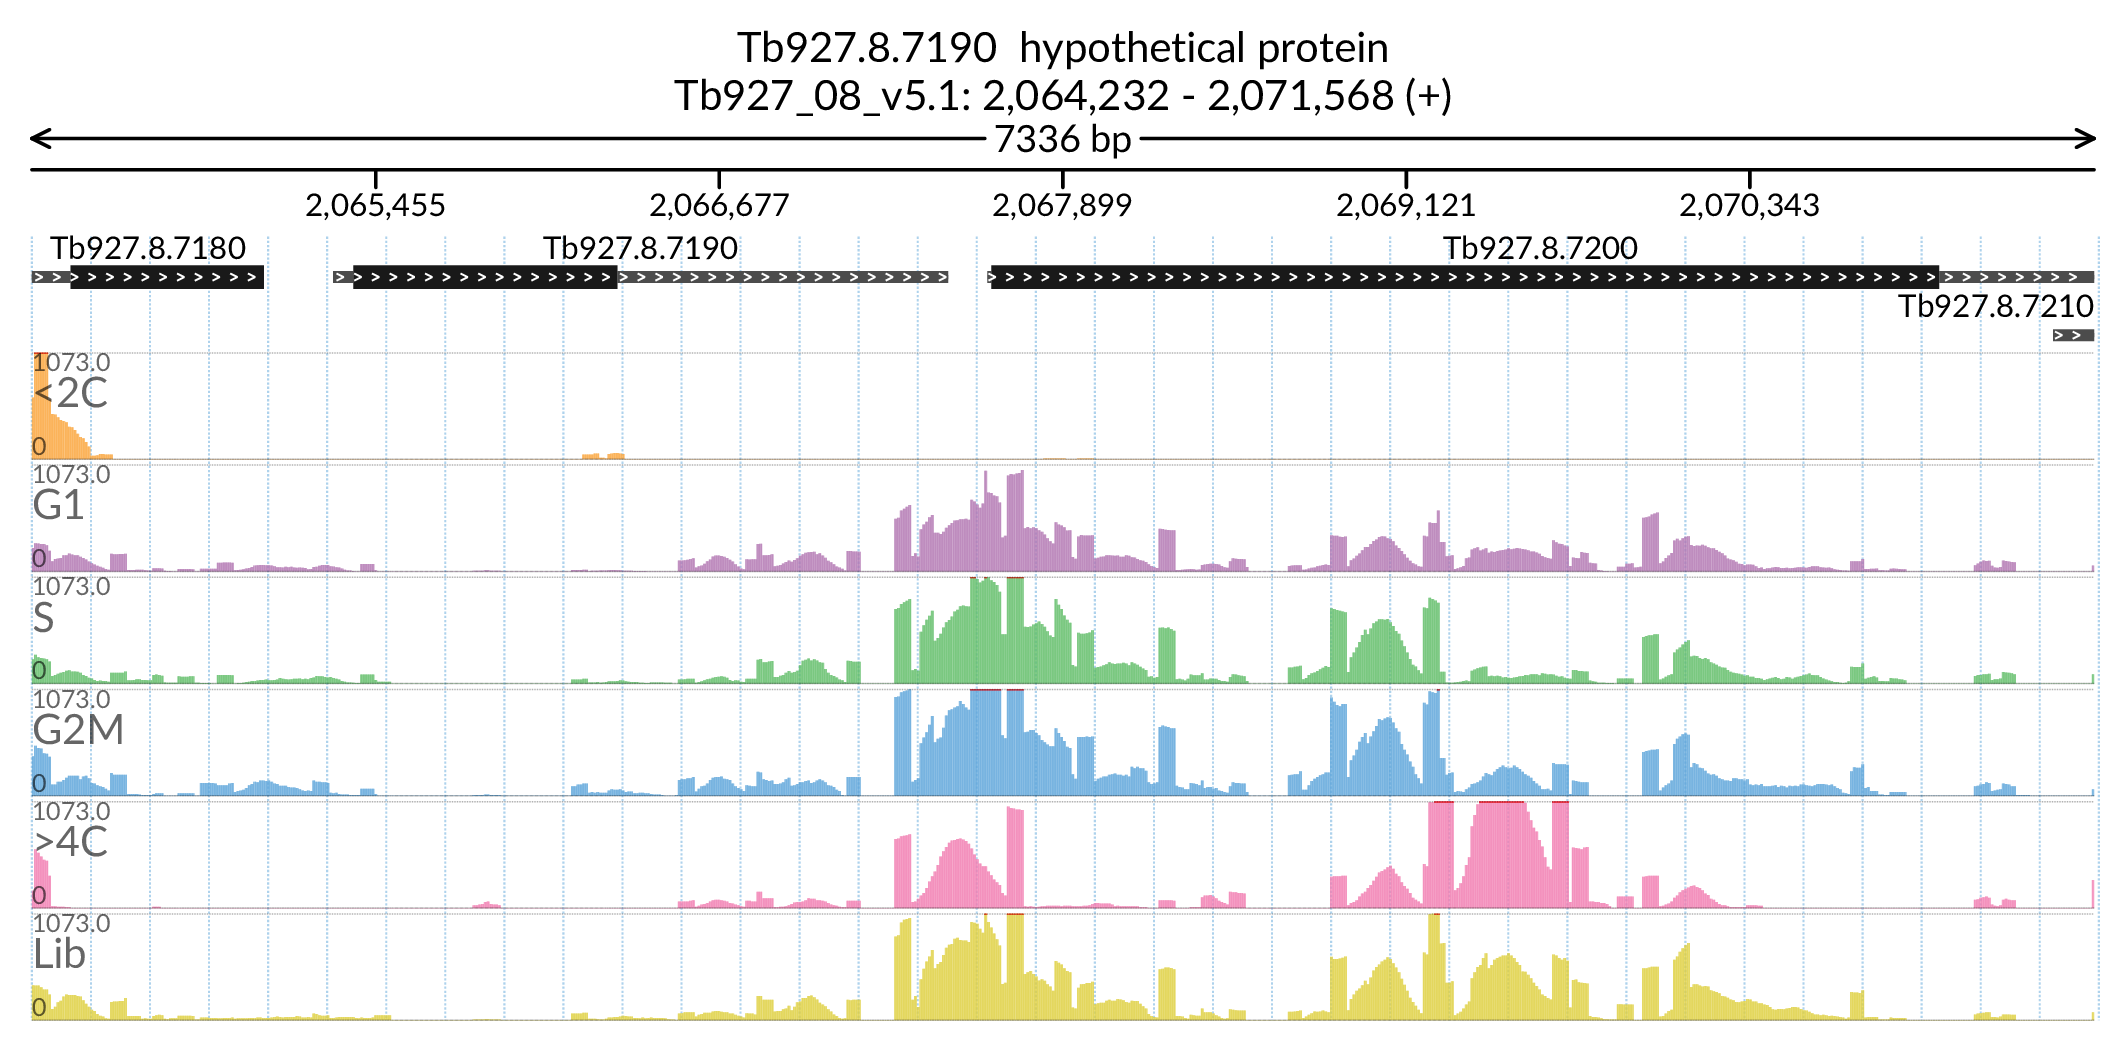 Tb927.8.7190  hypothetical protein
Tb927_08_v5.1: 2,064,232 - 2,071,568 (+)
7336 bp
2,065,455 2,066,677 2,067,899 2,069,121 2,070,343
Tb927.8.7180 Tb927.8.7190 Tb927.8.7200
Tb927.8.7210
1073.0
<2C
0
1073.0
G1
0
1073.0
S
0
1073.0
G2M
0
1073.0
>4C
0
1073.0
Lib
0